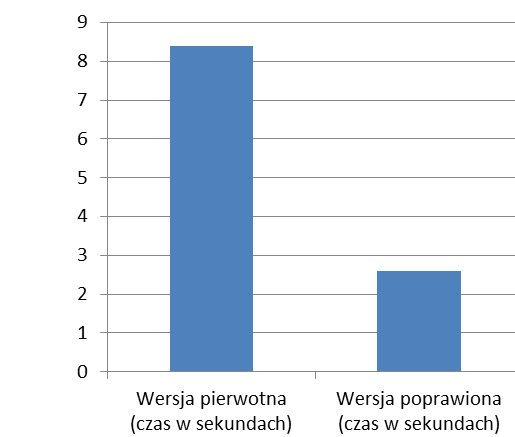 9
8
7
6
5
4
3
2
1
0
Wersja pierwotna
(czas w sekundach)
Wersja poprawiona
(czas w sekundach)